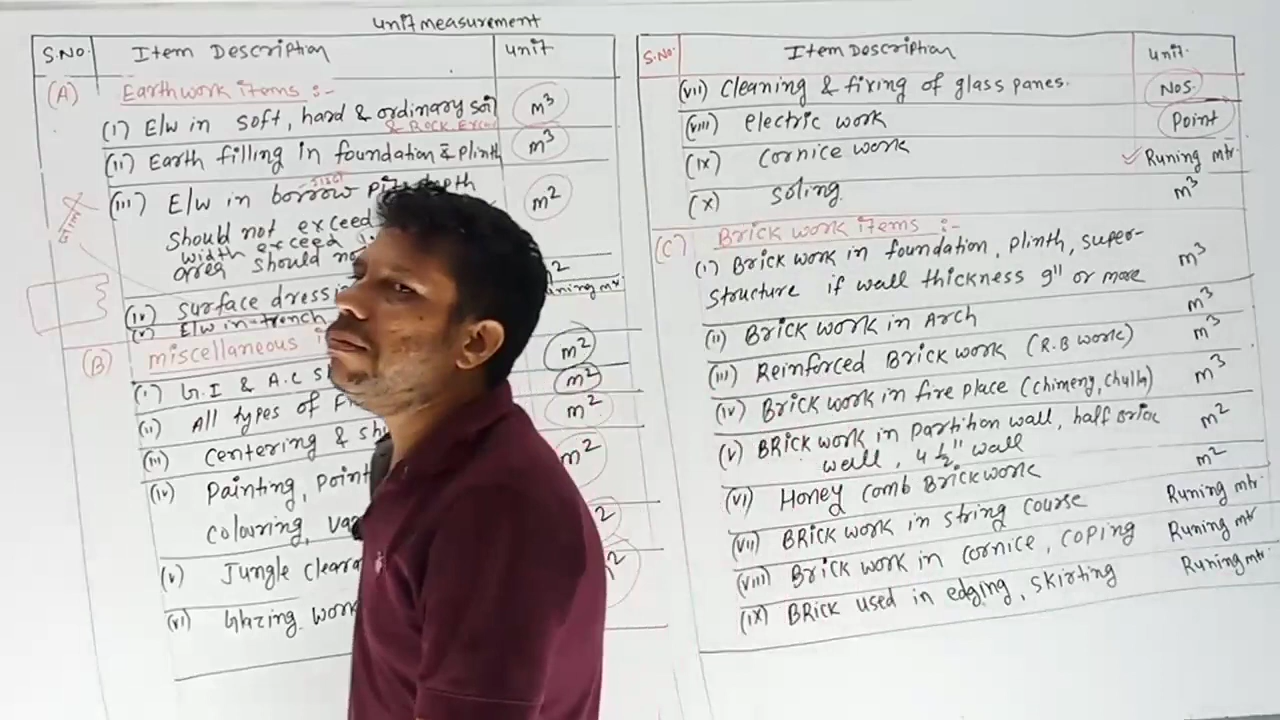 unit measurement
S.NO. Item Description unit
(A) Earthwork items :-
(i) E/w in soft, hard & ordinary soil m³
& Rock
(ii) Earth filling in foundation & plinth m³
(iii) E/w in borrow pits depth m²
should not exceed
width exceed
area should no
(iv) surface dressin
(v) E/w in trench Runing mtr
(B) miscellaneous i
(i) G.I & A.C s m²
(ii) All types of m²
(iii) centering & sh m²
(iv) Painting, point m²
colouring, va
(v) Jungle cleara
(vi) Glazing work
S.NO. Item Description unit.
(vii) Cleaning & fixing of glass panes. Nos.
(viii) electric work Point
(ix) cornice work Runing mtr.
(x) soling. m³
(C) Brick work items :-
(i) Brick work in foundation, plinth, super-
structure if wall thickness 9" or more m³
(ii) Brick work in Arch m³
(iii) Reinforced Brick work (R.B work) m³
(iv) Brick work in fire place (chimeng, chulla) m³
(v) BRick work in partition wall, half brick m²
wall, 4½" wall
(vi) Honey comb Brickwork m²
(vii) BRick work in string course Runing mtr.
(viii) Brick work in cornice, coping Runing mtr
(ix) BRick used in edging, skirting Runing mtr.